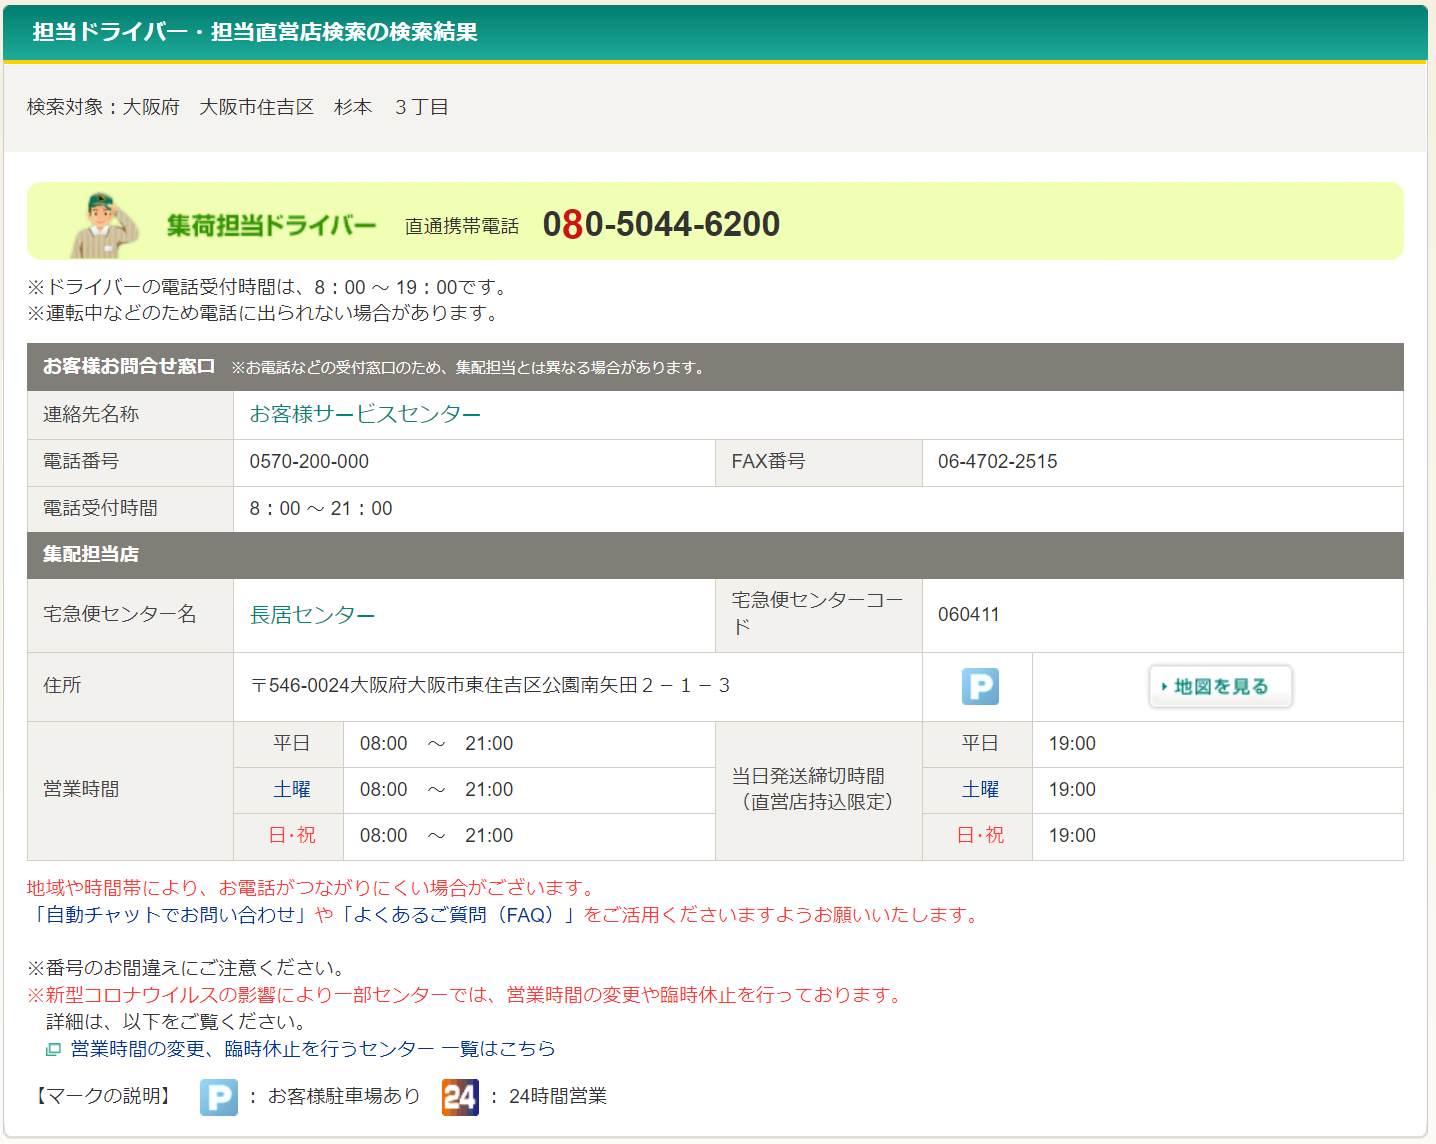 担当ドライバー・担当直営店検索の検索結果
検索対象：大阪府　大阪市住吉区　杉本　３丁目
集荷担当ドライバー 直通携帯電話 080-5044-6200
※ドライバーの電話受付時間は、8：00 ～ 19：00です。
※運転中などのため電話に出られない場合があります。
お客様お問合せ窓口 ※お電話などの受付窓口のため、集配担当とは異なる場合があります。
連絡先名称 お客様サービスセンター
電話番号 0570-200-000 FAX番号 06-4702-2515
電話受付時間 8：00 ～ 21：00
集配担当店
宅急便センター名 長居センター 宅急便センターコー
ド 060411
住所 〒546-0024大阪府大阪市東住吉区公園南矢田２－１－３ P 地図を見る
営業時間 平日 08:00　～　21:00
土曜 08:00　～　21:00
日･祝 08:00　～　21:00
当日発送締切時間
（直営店持込限定） 平日 19:00
土曜 19:00
日･祝 19:00
地域や時間帯により、お電話がつながりにくい場合がございます。
「自動チャットでお問い合わせ」や「よくあるご質問（FAQ）」をご活用くださいますようお願いいたします。
※番号のお間違えにご注意ください。
※新型コロナウイルスの影響により一部センターでは、営業時間の変更や臨時休止を行っております。
詳細は、以下をご覧ください。
営業時間の変更、臨時休止を行うセンター 一覧はこちら
【マークの説明】 P ： お客様駐車場あり 24 ： 24時間営業